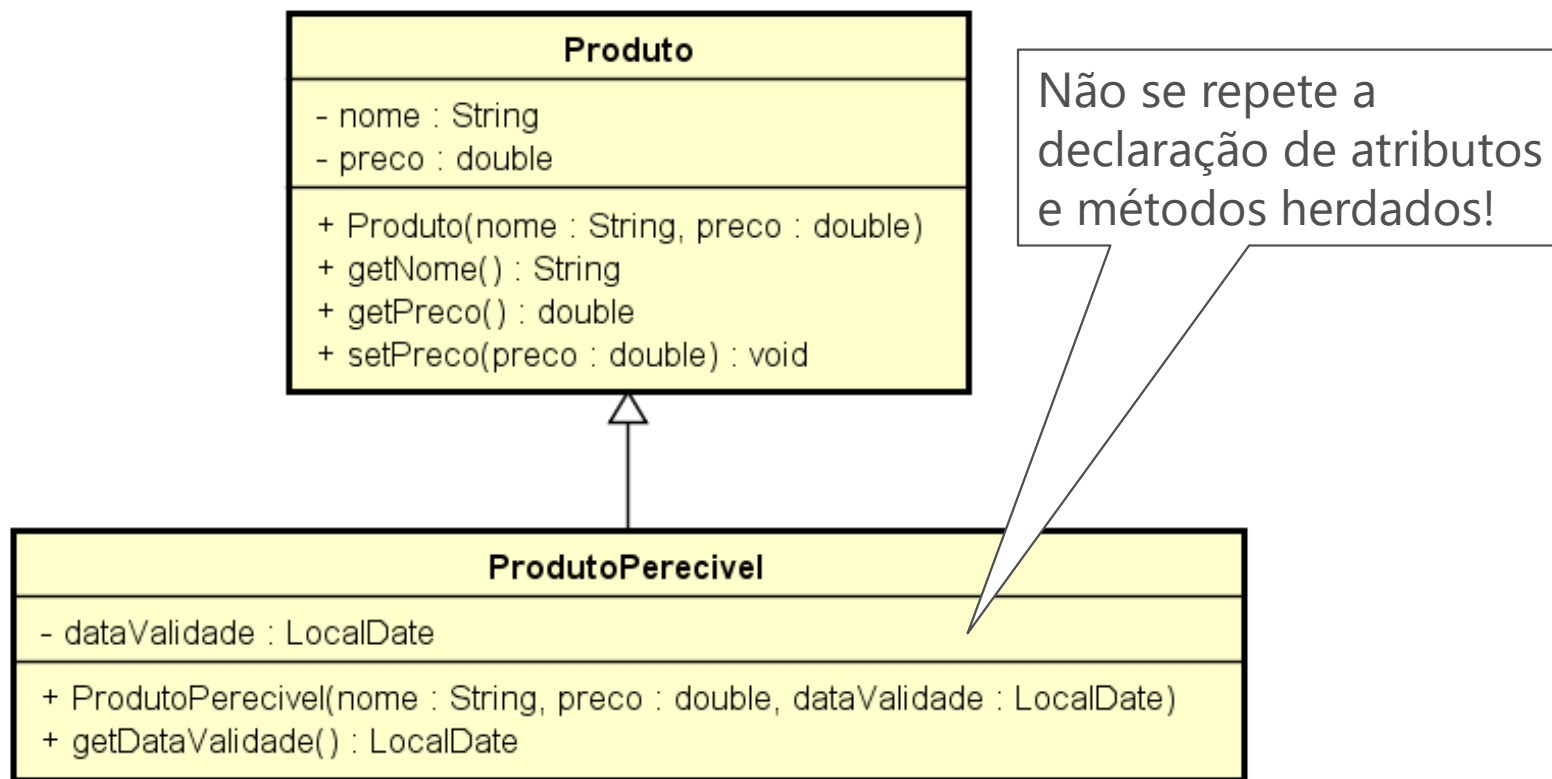 Produto
- nome : String
- preco : double
+ Produto(nome : String, preco : double)
+ getNome() : String
+ getPreco() : double
+ setPreco(preco : double) : void
Não se repete a
declaração de atributos
e métodos herdados!
ProdutoPerecivel
- dataValidade : LocalDate
+ ProdutoPerecivel(nome : String, preco : double, dataValidade : LocalDate)
+ getDataValidade() : LocalDate